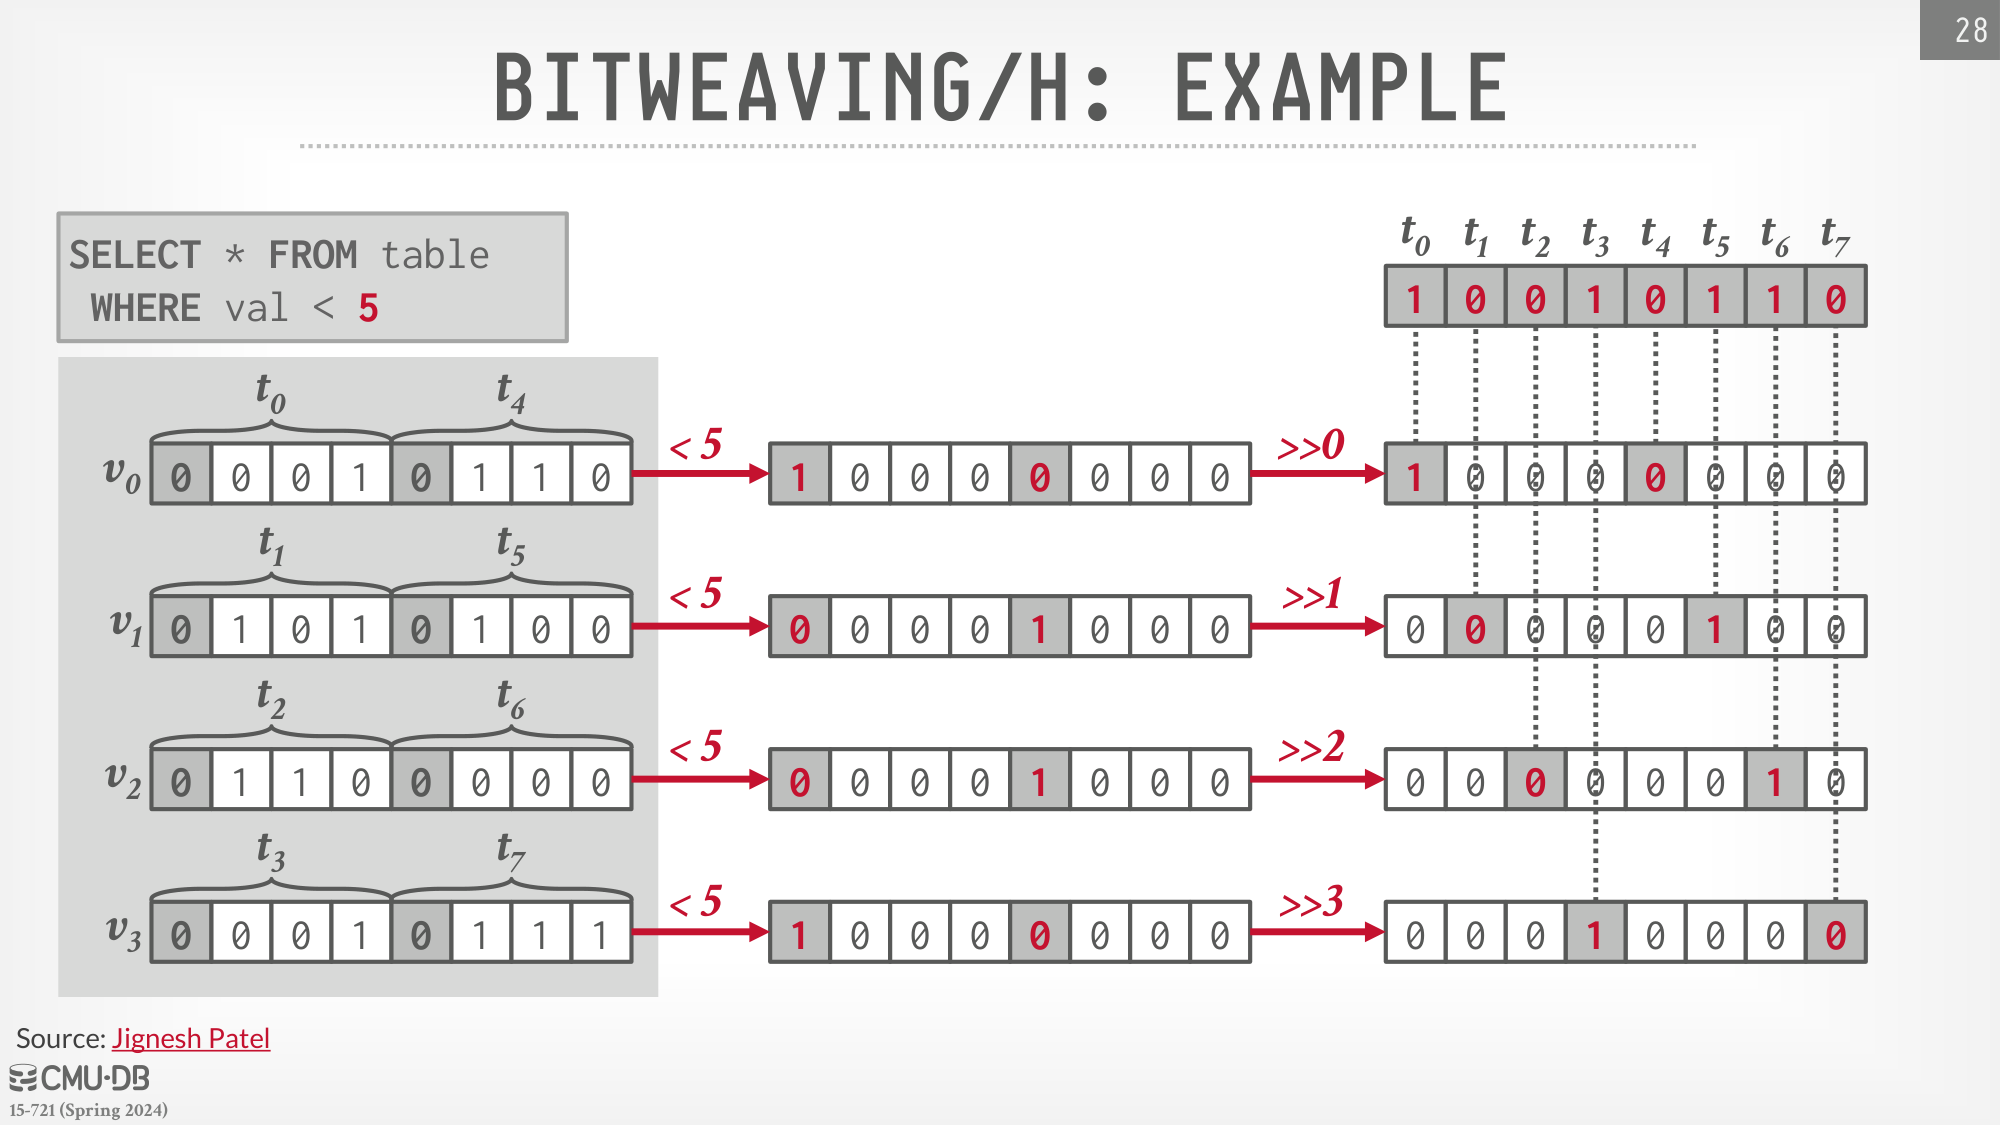 28
BITWEAVING/H: EXAMPLE
SELECT * FROM table
WHERE val < 5
t0 t1 t2 t3 t4 t5 t6 t7
1 0 0 1 0 1 1 0
t0 t4
v0 0 0 0 1 0 1 1 0 < 5 1 0 0 0 0 0 0 0 >>0 1 0 0 0 0 0 0 0
t1 t5
v1 0 1 0 1 0 1 0 0 < 5 0 0 0 0 1 0 0 0 >>1 0 0 0 0 0 1 0 0
t2 t6
v2 0 1 1 0 0 0 0 0 < 5 0 0 0 0 1 0 0 0 >>2 0 0 0 0 0 0 1 0
t3 t7
v3 0 0 0 1 0 1 1 1 < 5 1 0 0 0 0 0 0 0 >>3 0 0 0 1 0 0 0 0
Source: Jignesh Patel
CMU·DB
15-721 (Spring 2024)